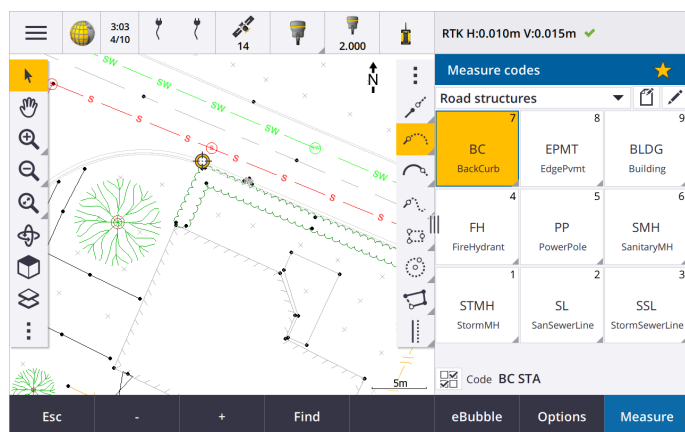 3:03
4/10
14
2.000
RTK H:0.010m V:0.015m
Measure codes
Road structures
7
BC
BackCurb
8
EPMT
EdgePvmt
9
BLDG
Building
4
FH
FireHydrant
5
PP
PowerPole
6
SMH
SanitaryMH
1
STMH
StormMH
2
SL
SanSewerLine
3
SSL
StormSewerLine
Code BC STA
N
SW
SW
SW
SW
SW
SW
S
S
S
S
S
S
S
5m
Esc
-
+
Find
eBubble
Options
Measure